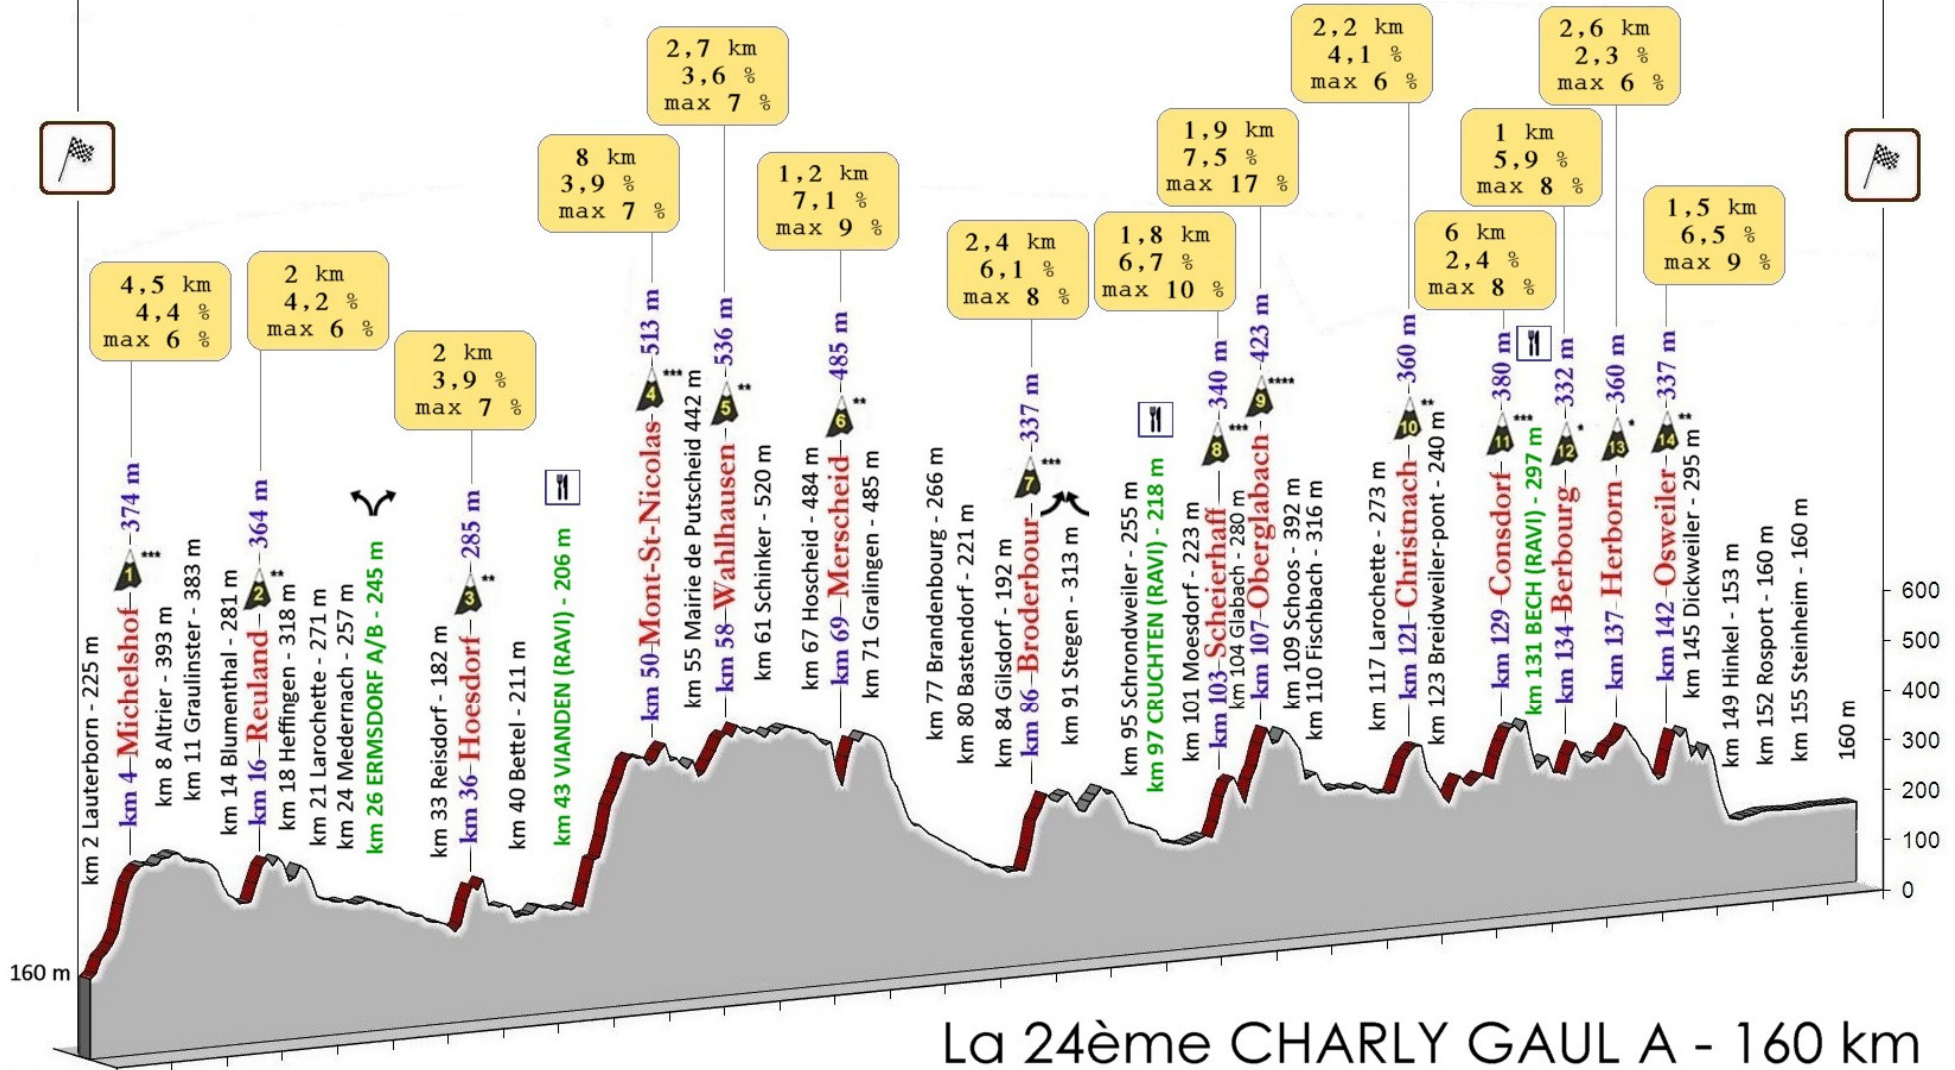 4,5 km
4,4 %
max 6 %
2 km
4,2 %
max 6 %
2 km
3,9 %
max 7 %
8 km
3,9 %
max 7 %
2,7 km
3,6 %
max 7 %
1,2 km
7,1 %
max 9 %
2,4 km
6,1 %
max 8 %
1,8 km
6,7 %
max 10 %
1,9 km
7,5 %
max 17 %
2,2 km
4,1 %
max 6 %
6 km
2,4 %
max 8 %
1 km
5,9 %
max 8 %
2,6 km
2,3 %
max 6 %
1,5 km
6,5 %
max 9 %
160 m
km 2 Lauterborn - 225 m
km 4 Michelshof 1 *** 374 m
km 8 Altrier - 393 m
km 11 Graulinster - 383 m
km 14 Blumenthal - 281 m
km 16 Reuland 2 ** 364 m
km 18 Heffingen - 318 m
km 21 Larochette - 271 m
km 24 Medernach - 257 m
km 26 ERMSDORF A/B - 245 m
km 33 Reisdorf - 182 m
km 36 Hoesdorf 3 ** 285 m
km 40 Bettel - 211 m
km 43 VIANDEN (RAVI) - 206 m
km 50 Mont-St-Nicolas 4 *** 513 m
km 55 Mairie de Putscheid 442 m
km 58 Wahlhausen 5 ** 536 m
km 61 Schinker - 520 m
km 67 Hoscheid - 484 m
km 69 Merscheid 6 ** 485 m
km 71 Gralingen - 485 m
km 77 Brandenbourg - 266 m
km 80 Bastendorf - 221 m
km 84 Gilsdorf - 192 m
km 86 Broderbour 7 *** 337 m
km 91 Stegen - 313 m
km 95 Schrondweiler - 255 m
km 97 CRUCHTEN (RAVI) - 218 m
km 101 Moesdorf - 223 m
km 103 Scheierhaff 8 *** 340 m
km 104 Glabach - 280 m
km 107 Oberglabach 9 **** 423 m
km 109 Schoos - 392 m
km 110 Fischbach - 316 m
km 117 Larochette - 273 m
km 121 Christnach 10 ** 360 m
km 123 Breidweiler-pont - 240 m
km 129 Consdorf 11 *** 380 m
km 131 BECH (RAVI) - 297 m
km 134 Berbourg 12 * 332 m
km 137 Herborn 13 * 360 m
km 142 Osweiler 14 ** 337 m
km 145 Dickweiler - 295 m
km 149 Hinkel - 153 m
km 152 Rosport - 160 m
km 155 Steinheim - 160 m
160 m
600
500
400
300
200
100
0
La 24ème CHARLY GAUL A - 160 km